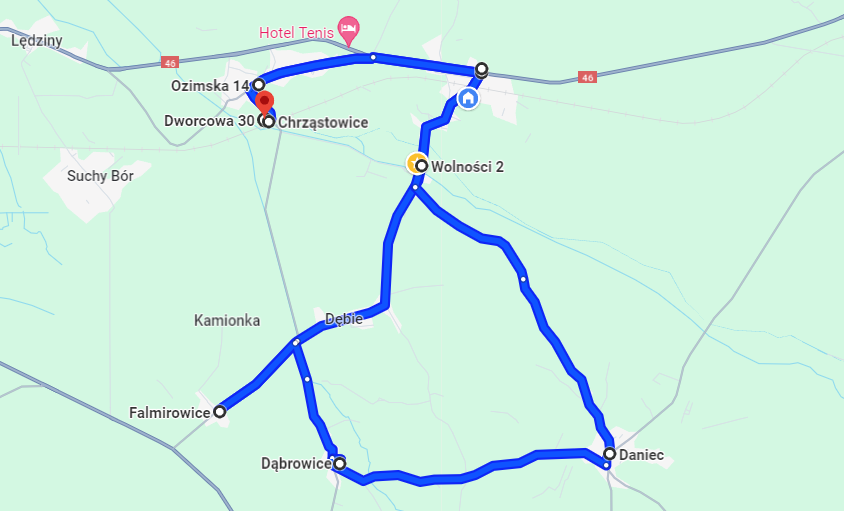 Lędziny
Hotel Tenis
46
46
Ozimska 14
Dworcowa 30
Chrząstowice
Suchy Bór
Wolności 2
Dębie
Kamionka
Falmirowice
Dąbrowice
Daniec